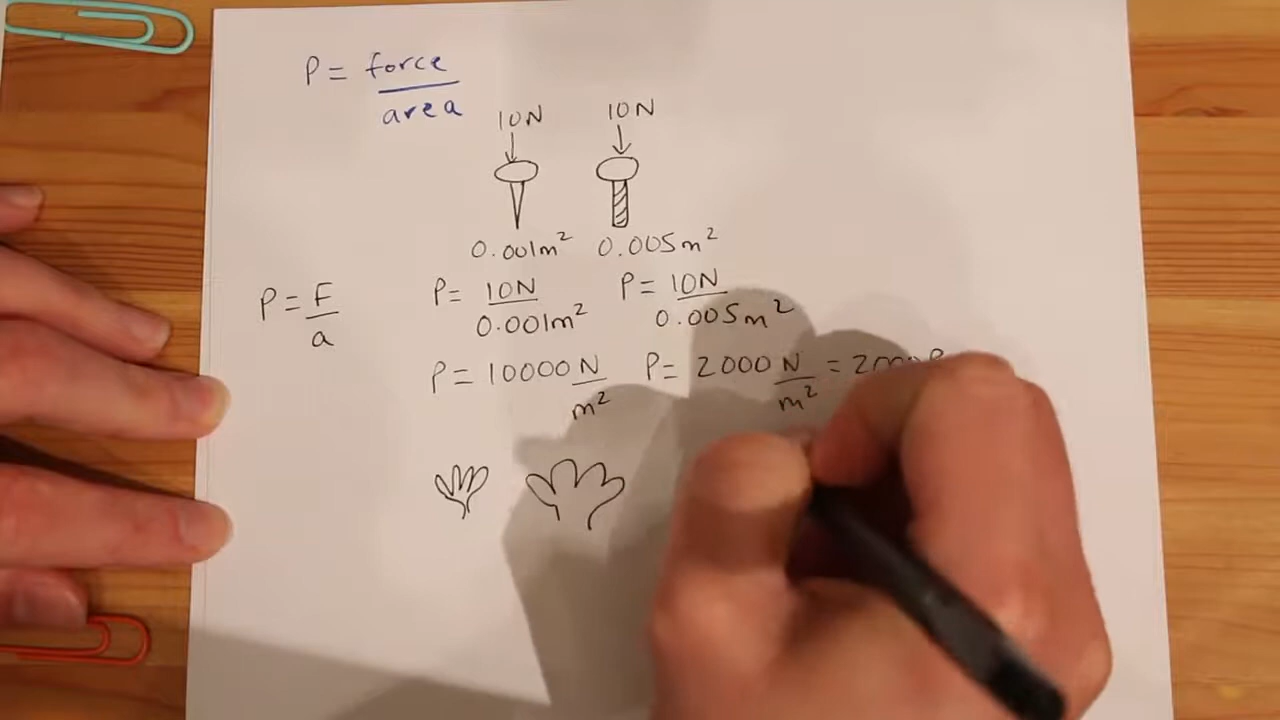 P = force
area
10N 10N
0.001m² 0.005m²
P = F P = 10N P = 10N
a 0.001m² 0.005m²
P = 10000 N P = 2000 N =
m² m²